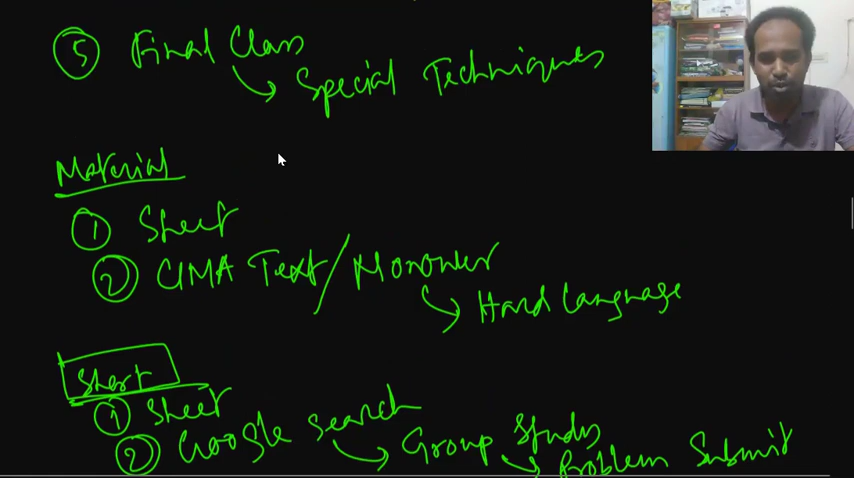 ⑤ Final Class
↳ Special Techniques
Material
① Sheet
② CIMA Text /
↳ Hard Language
Start
① Sheet
② Google Search
↳ Group Study
↳ Problem Submit